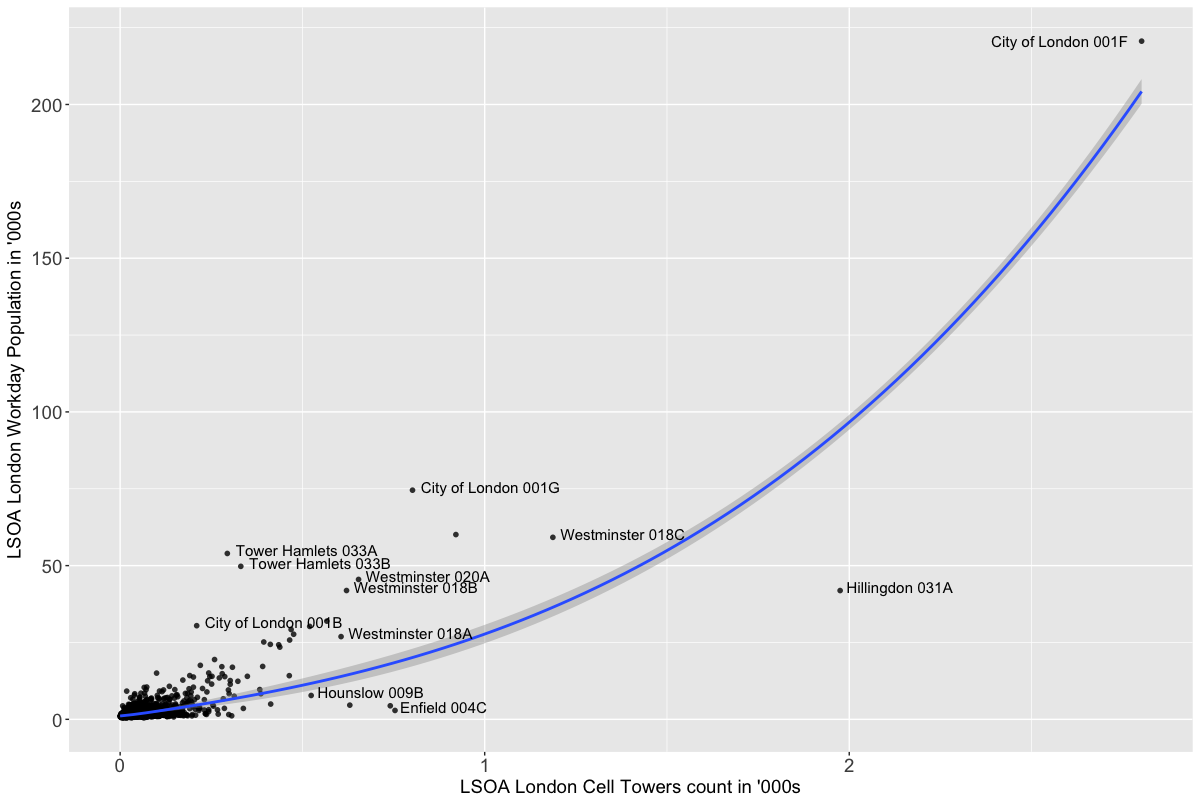 City of London 001F
200
150
100
City of London 001G
Westminster 018C
Tower Hamlets 033A
Tower Hamlets 033B
50
Westminster 020A
Westminster 018B
Hillingdon 031A
City of London 001B
Westminster 018A
Hounslow 009B
Enfield 004C
0
0 1 2
LSOA London Cell Towers count in '000s
LSOA London Workday Population in '000s